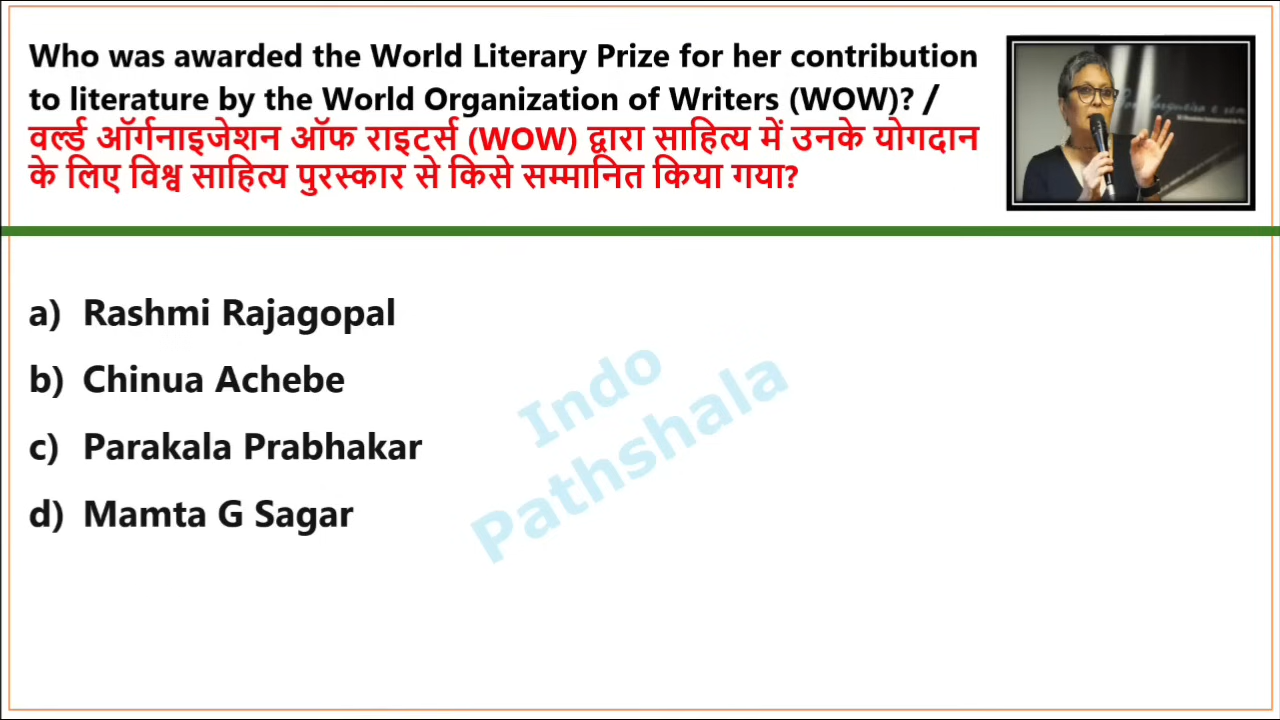 Who was awarded the World Literary Prize for her contribution
to literature by the World Organization of Writers (WOW)? /
वर्ल्ड ऑर्गनाइजेशन ऑफ राइटर्स (WOW) द्वारा साहित्य में उनके योगदान
के लिए विश्व साहित्य पुरस्कार से किसे सम्मानित किया गया?
a) Rashmi Rajagopal
b) Chinua Achebe
c) Parakala Prabhakar
d) Mamta G Sagar
Indo
Pathshala